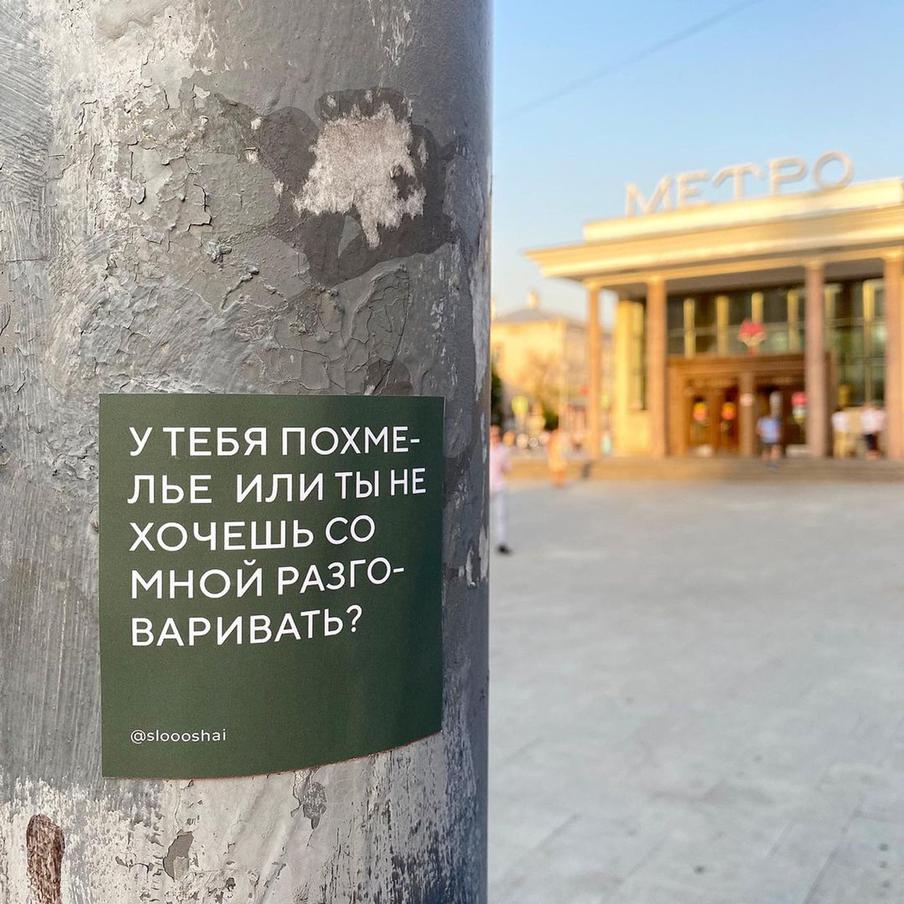 МЕТРО
У ТЕБЯ ПОХМЕ-
ЛЬЕ ИЛИ ТЫ НЕ
ХОЧЕШЬ СО
МНОЙ РАЗГО-
ВАРИВАТЬ?
@sloooshai